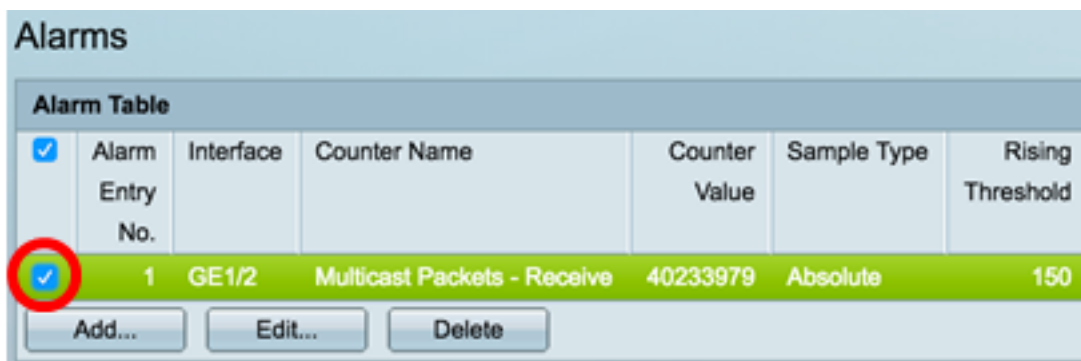 Alarms
Alarm Table
Alarm Interface Counter Name Counter Sample Type Rising
Entry Value Threshold
No.
1 GE1/2 Multicast Packets - Receive 40233979 Absolute 150
Add... Edit... Delete